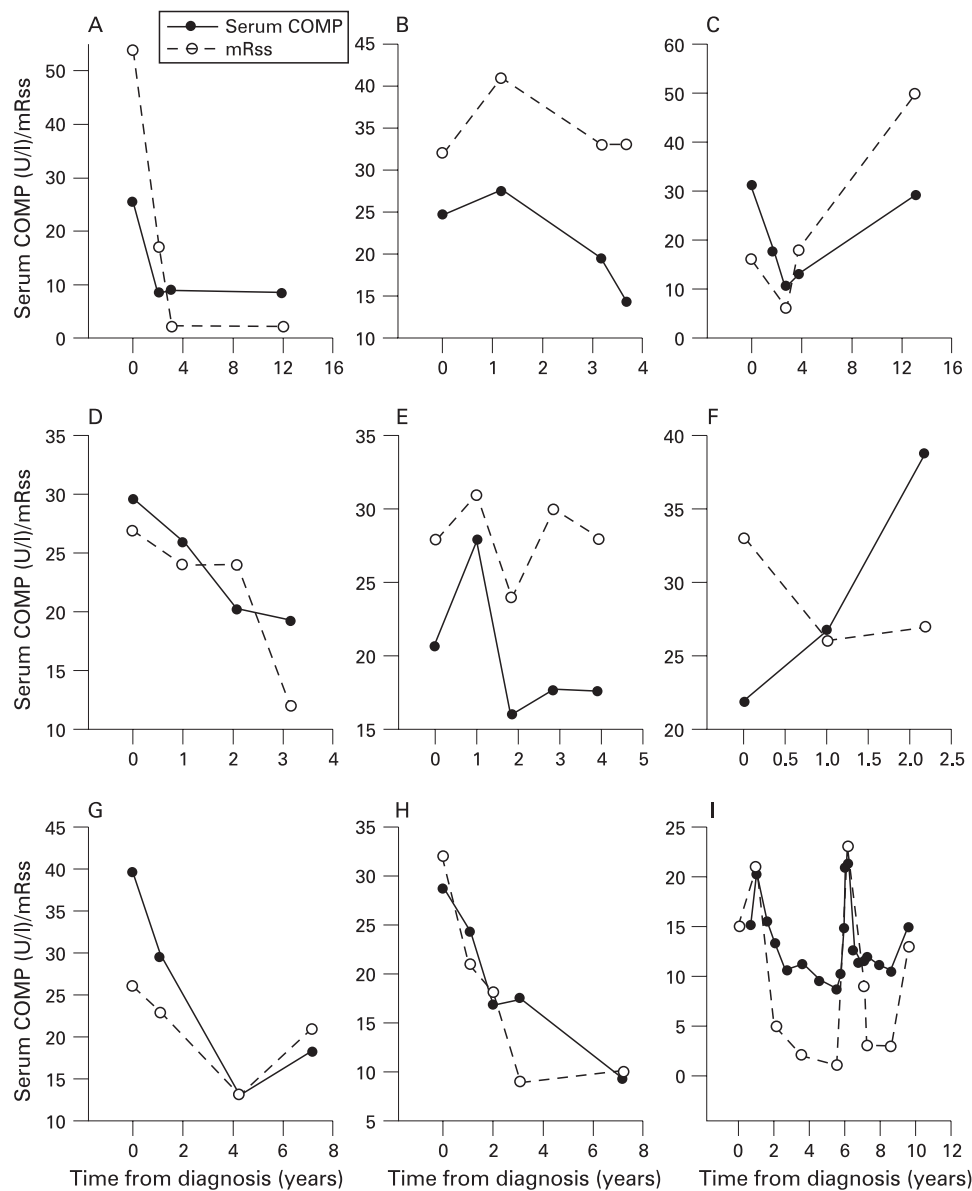 A
Serum COMP
mRss
B
C
Serum COMP (U/l)/mRss
50
40
30
20
10
0
0 4 8 12 16
45
40
35
30
25
20
15
10
0 1 2 3 4
60
50
40
30
20
10
0
0 4 8 12 16
D
E
F
Serum COMP (U/l)/mRss
35
30
25
20
15
10
0 1 2 3 4
35
30
25
20
15
0 1 2 3 4 5
40
35
30
25
20
0 0.5 1.0 1.5 2.0 2.5
G
H
I
Serum COMP (U/l)/mRss
45
40
35
30
25
20
15
10
0 2 4 6 8
35
30
25
20
15
10
5
0 2 4 6 8
25
20
15
10
5
0
0 2 4 6 8 10 12
Time from diagnosis (years)
Time from diagnosis (years)
Time from diagnosis (years)